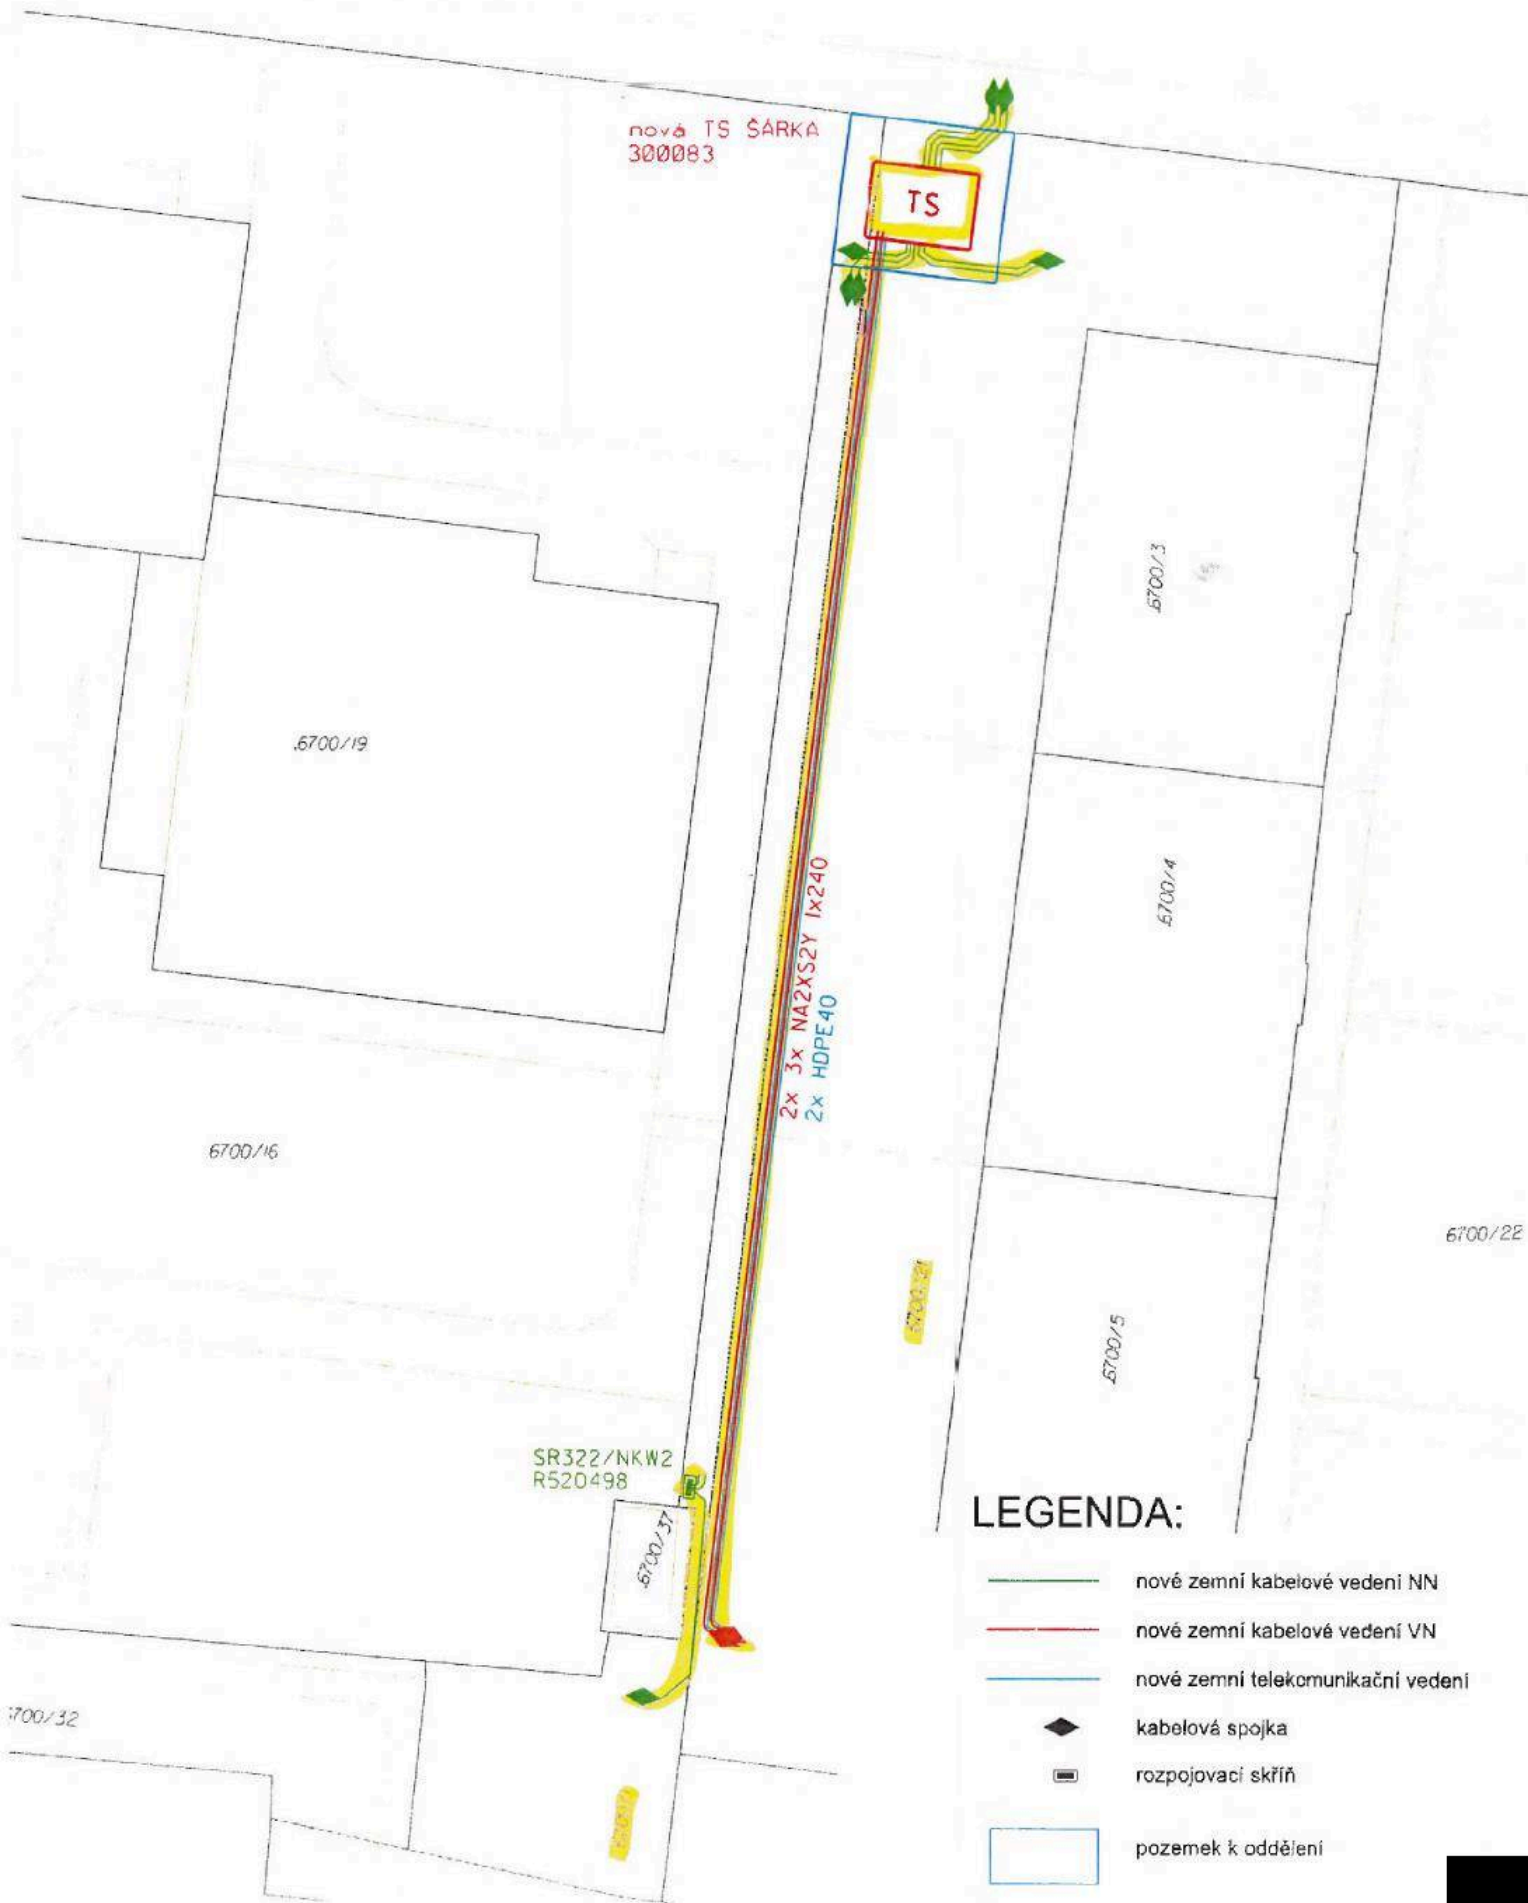 nová TS ŠÁRKA
300083
TS
6700/3
6700/19
6700/4
2x 3x NA2XS2Y 1x240
2x HDPE40
6700/16
6700/22
6700/21
6700/5
SR322/NKW2
R520498
6700/37
LEGENDA:
nové zemní kabelové vedení NN
nové zemní kabelové vedení VN
nové zemní telekomunikační vedení
kabelová spojka
rozpojovací skříň
pozemek k oddělení